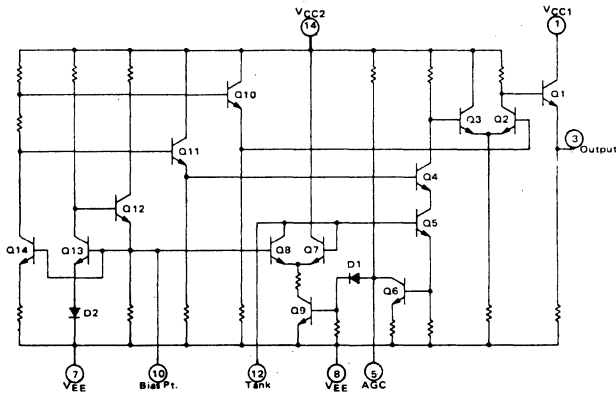 VCC2
14
VCC1
1
Q10
Q1
Q3
Q2
3
Output
Q11
Q4
Q12
Q5
Q14
Q13
Q8
Q7
D1
Q6
D2
Q9
7
VEE
10
Bias Pt.
12
Tank
8
VEE
5
AGC